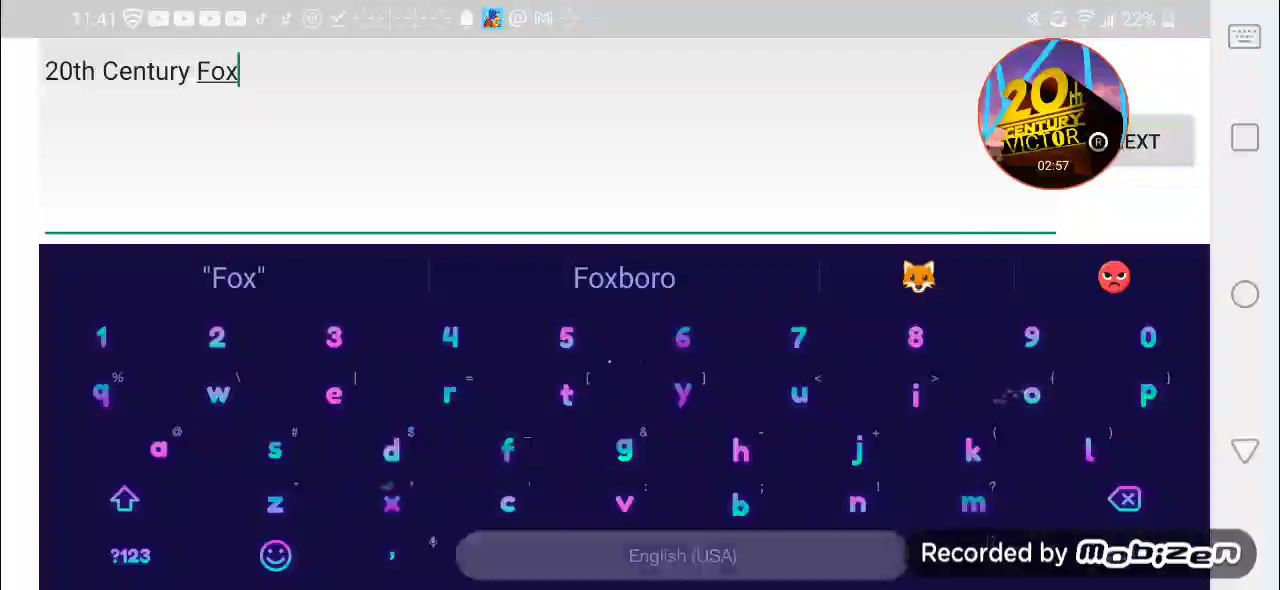 11.41
22%
20th Century Fox
20th
CENTURY
VICTOR
R
EXT
02:57
"Fox"
Foxboro
1 2 3 4 5 6 7 8 9 0
% \ | = [ ] < > { }
q w e r t y u i o p
@ # $ _ & - + ( )
a s d f g h j k l
" ' : ; ! ?
z x c v b n m
?123
,
English (USA)
Recorded by mobizen